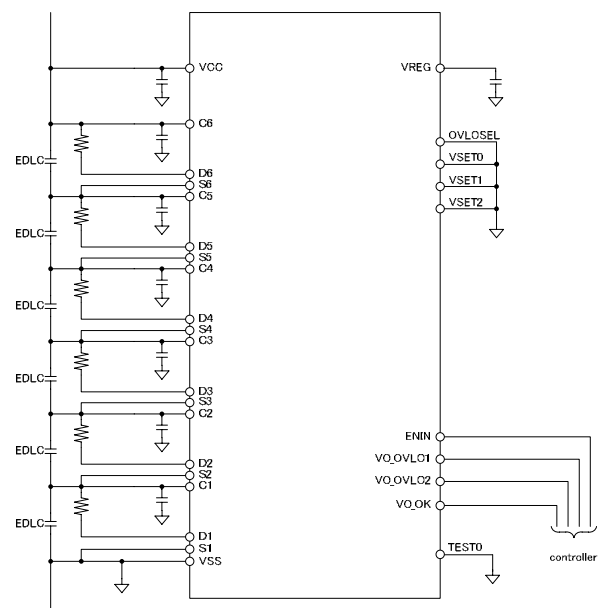 VCC
VREG
C6
OVLOSEL
EDLC
VSET0
D6
S6
VSET1
C5
VSET2
EDLC
D5
S5
C4
EDLC
D4
S4
C3
EDLC
D3
S3
C2
ENIN
EDLC
VO_OVLO1
D2
S2
VO_OVLO2
C1
VO_OK
EDLC
D1
S1
TEST0
VSS
controller